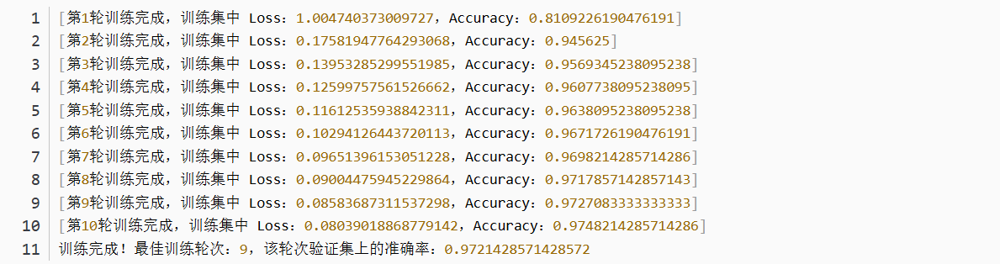 1 [第1轮训练完成，训练集中 Loss：1.004740373009727，Accuracy：0.8109226190476191]
2 [第2轮训练完成，训练集中 Loss：0.17581947764293068，Accuracy：0.945625]
3 [第3轮训练完成，训练集中 Loss：0.13953285299551985，Accuracy：0.9569345238095238]
4 [第4轮训练完成，训练集中 Loss：0.12599757561526662，Accuracy：0.9607738095238095]
5 [第5轮训练完成，训练集中 Loss：0.11612535938842311，Accuracy：0.9638095238095238]
6 [第6轮训练完成，训练集中 Loss：0.10294126443720113，Accuracy：0.9671726190476191]
7 [第7轮训练完成，训练集中 Loss：0.09651396153051228，Accuracy：0.9698214285714286]
8 [第8轮训练完成，训练集中 Loss：0.09004475945229864，Accuracy：0.9717857142857143]
9 [第9轮训练完成，训练集中 Loss：0.08583687311537298，Accuracy：0.9727083333333333]
10 [第10轮训练完成，训练集中 Loss：0.08039018868779142，Accuracy：0.9748214285714286]
11 训练完成！最佳训练轮次：9，该轮次验证集上的准确率：0.9721428571428572